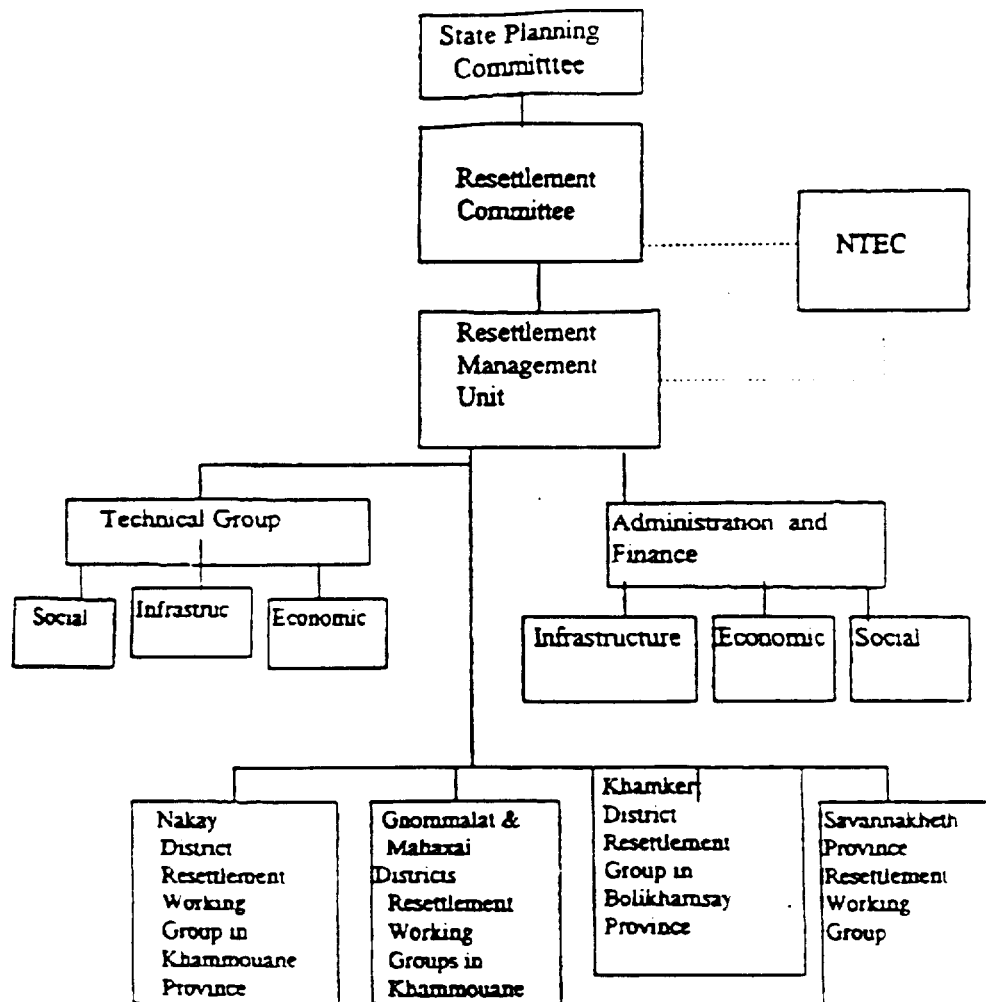 State Planning
Committtee
Resettlement
Committee
NTEC
Resettlement
Management
Unit
Technical Group
Administration and
Finance
Social
Infrastruc
Economic
Infrastructure
Economic
Social
Nakay
District
Resettlement
Working
Group in
Khammouane
Province
Gnommalat &
Mahaxai
Districts
Resettlement
Working
Groups in
Khammouane
Khamkert
District
Resettlement
Group in
Bolikhamsay
Province
Savannakheth
Province
Resettlement
Working
Group